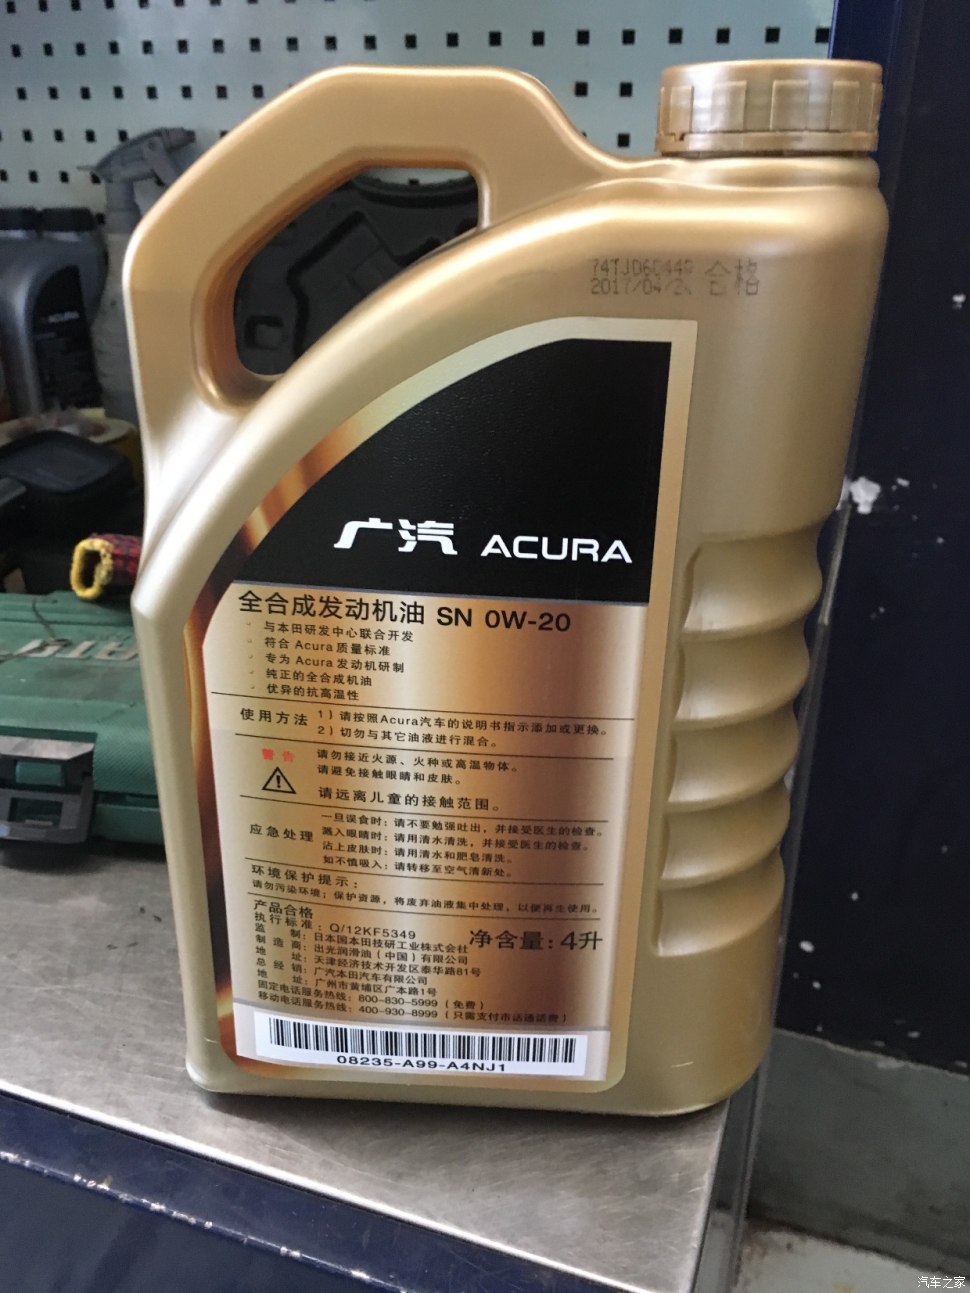 2017/04/2
合格
广汽 ACURA
全合成发动机油 SN 0W-20
与本田研发中心联合开发
符合 Acura 质量标准
专为 Acura 发动机研制
纯正的全合成机油
优异的抗高温性
使用方法 1）请按照Acura汽车的说明书指示添加或更换。
2）切勿与其它油液进行混合。
警告 请勿接近火源、火种或高温物体。
请避免接触眼睛和皮肤。
请远离儿童的接触范围。
一旦误食时：请不要勉强吐出，并接受医生的检查。
应急处理 溅入眼睛时：请用清水清洗，并接受医生的检查。
沾上皮肤时：请用清水和肥皂清洗。
如不慎吸入：请转移至空气清新处。
环境保护提示：
请勿污染环境；保护资源，将废弃油液集中处理，以便再生使用。
产品合格
执行标准：Q/12KF5349
监制：日本国本田技研工业株式会社
净含量：4升
制造商：出光润滑油（中国）有限公司
地址：天津经济技术开发区泰华路81号
总经销：广汽本田汽车有限公司
地址：广州市黄埔区广本路1号
固定电话服务热线：800-830-5999（免费）
移动电话服务热线：400-930-8999（只需支付市话通话费）
08235-A99-A4NJ1
汽车之家